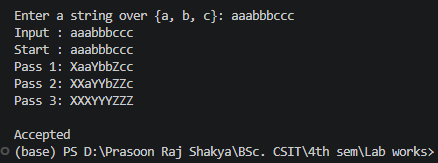 Enter a string over {a, b, c}: aaabbbccc
Input : aaabbbccc
Start : aaabbbccc
Pass 1: XaaYbbZcc
Pass 2: XXaYYbZZc
Pass 3: XXXYYYZZZ
Accepted
(base) PS D:\Prasoon Raj Shakya\BSc. CSIT\4th sem\Lab works>